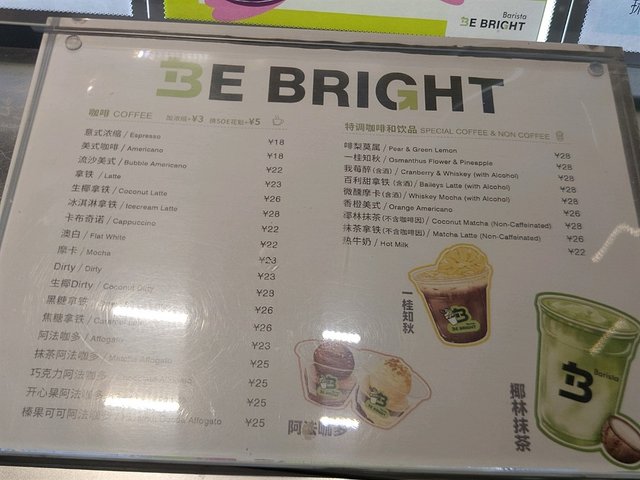 Barista
BE BRIGHT
BE BRIGHT
咖啡 COFFEE 加浓缩+¥3 换SOE花魁+¥5
意式浓缩 / Espresso ¥18
美式咖啡 / Americano ¥18
流沙美式 / Bubble Americano ¥22
拿铁 / Latte ¥23
生椰拿铁 / Coconut Latte ¥26
冰淇淋拿铁 / Icecream Latte ¥28
卡布奇诺 / Cappuccino ¥22
澳白 / Flat White ¥22
摩卡 / Mocha ¥23
Dirty / Dirty ¥23
生椰Dirty / Coconut Dirty ¥28
黑糖拿铁 ¥26
焦糖拿铁 / Caramel Latte ¥26
阿法咖多 / Affogato ¥23
抹茶阿法咖多 / Matcha Affogato ¥25
巧克力阿法咖多 ¥25
开心果阿法咖多 ¥25
榛果可可阿法咖多 Cocoa Affogato ¥25
特调咖啡和饮品 SPECIAL COFFEE & NON COFFEE
啡梨莫属 / Pear & Green Lemon ¥28
一桂知秋 / Osmanthus Flower & Pineapple ¥28
我莓醉 (含酒) / Cranberry & Whiskey (with Alcohol) ¥28
百利甜拿铁 (含酒) / Baileys Latte (with Alcohol) ¥28
微醺摩卡 (含酒) / Whiskey Mocha (with Alcohol) ¥28
香橙美式 / Orange Americano ¥26
椰林抹茶 (不含咖啡因) / Coconut Matcha (Non-Caffeinated) ¥28
抹茶拿铁 (不含咖啡因) / Matcha Latte (Non-Caffeinated) ¥26
热牛奶 / Hot Milk ¥22
一桂知秋
BE BRIGHT
阿法咖多
Barista
椰林抹茶